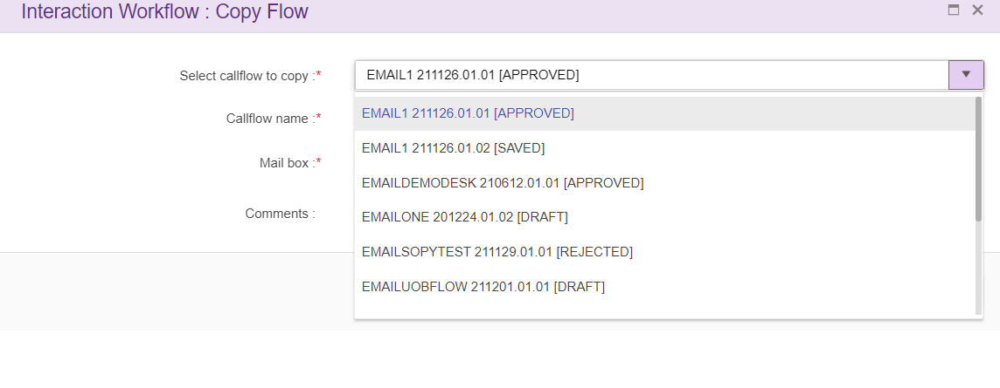 Interaction Workflow : Copy Flow
Select callflow to copy :*
EMAIL1 211126.01.01 [APPROVED]
EMAIL1 211126.01.01 [APPROVED]
Callflow name :*
EMAIL1 211126.01.02 [SAVED]
Mail box :*
EMAILDEMODESK 210612.01.01 [APPROVED]
Comments :
EMAILONE 201224.01.02 [DRAFT]
EMAILSOPYTEST 211129.01.01 [REJECTED]
EMAILUOBFLOW 211201.01.01 [DRAFT]